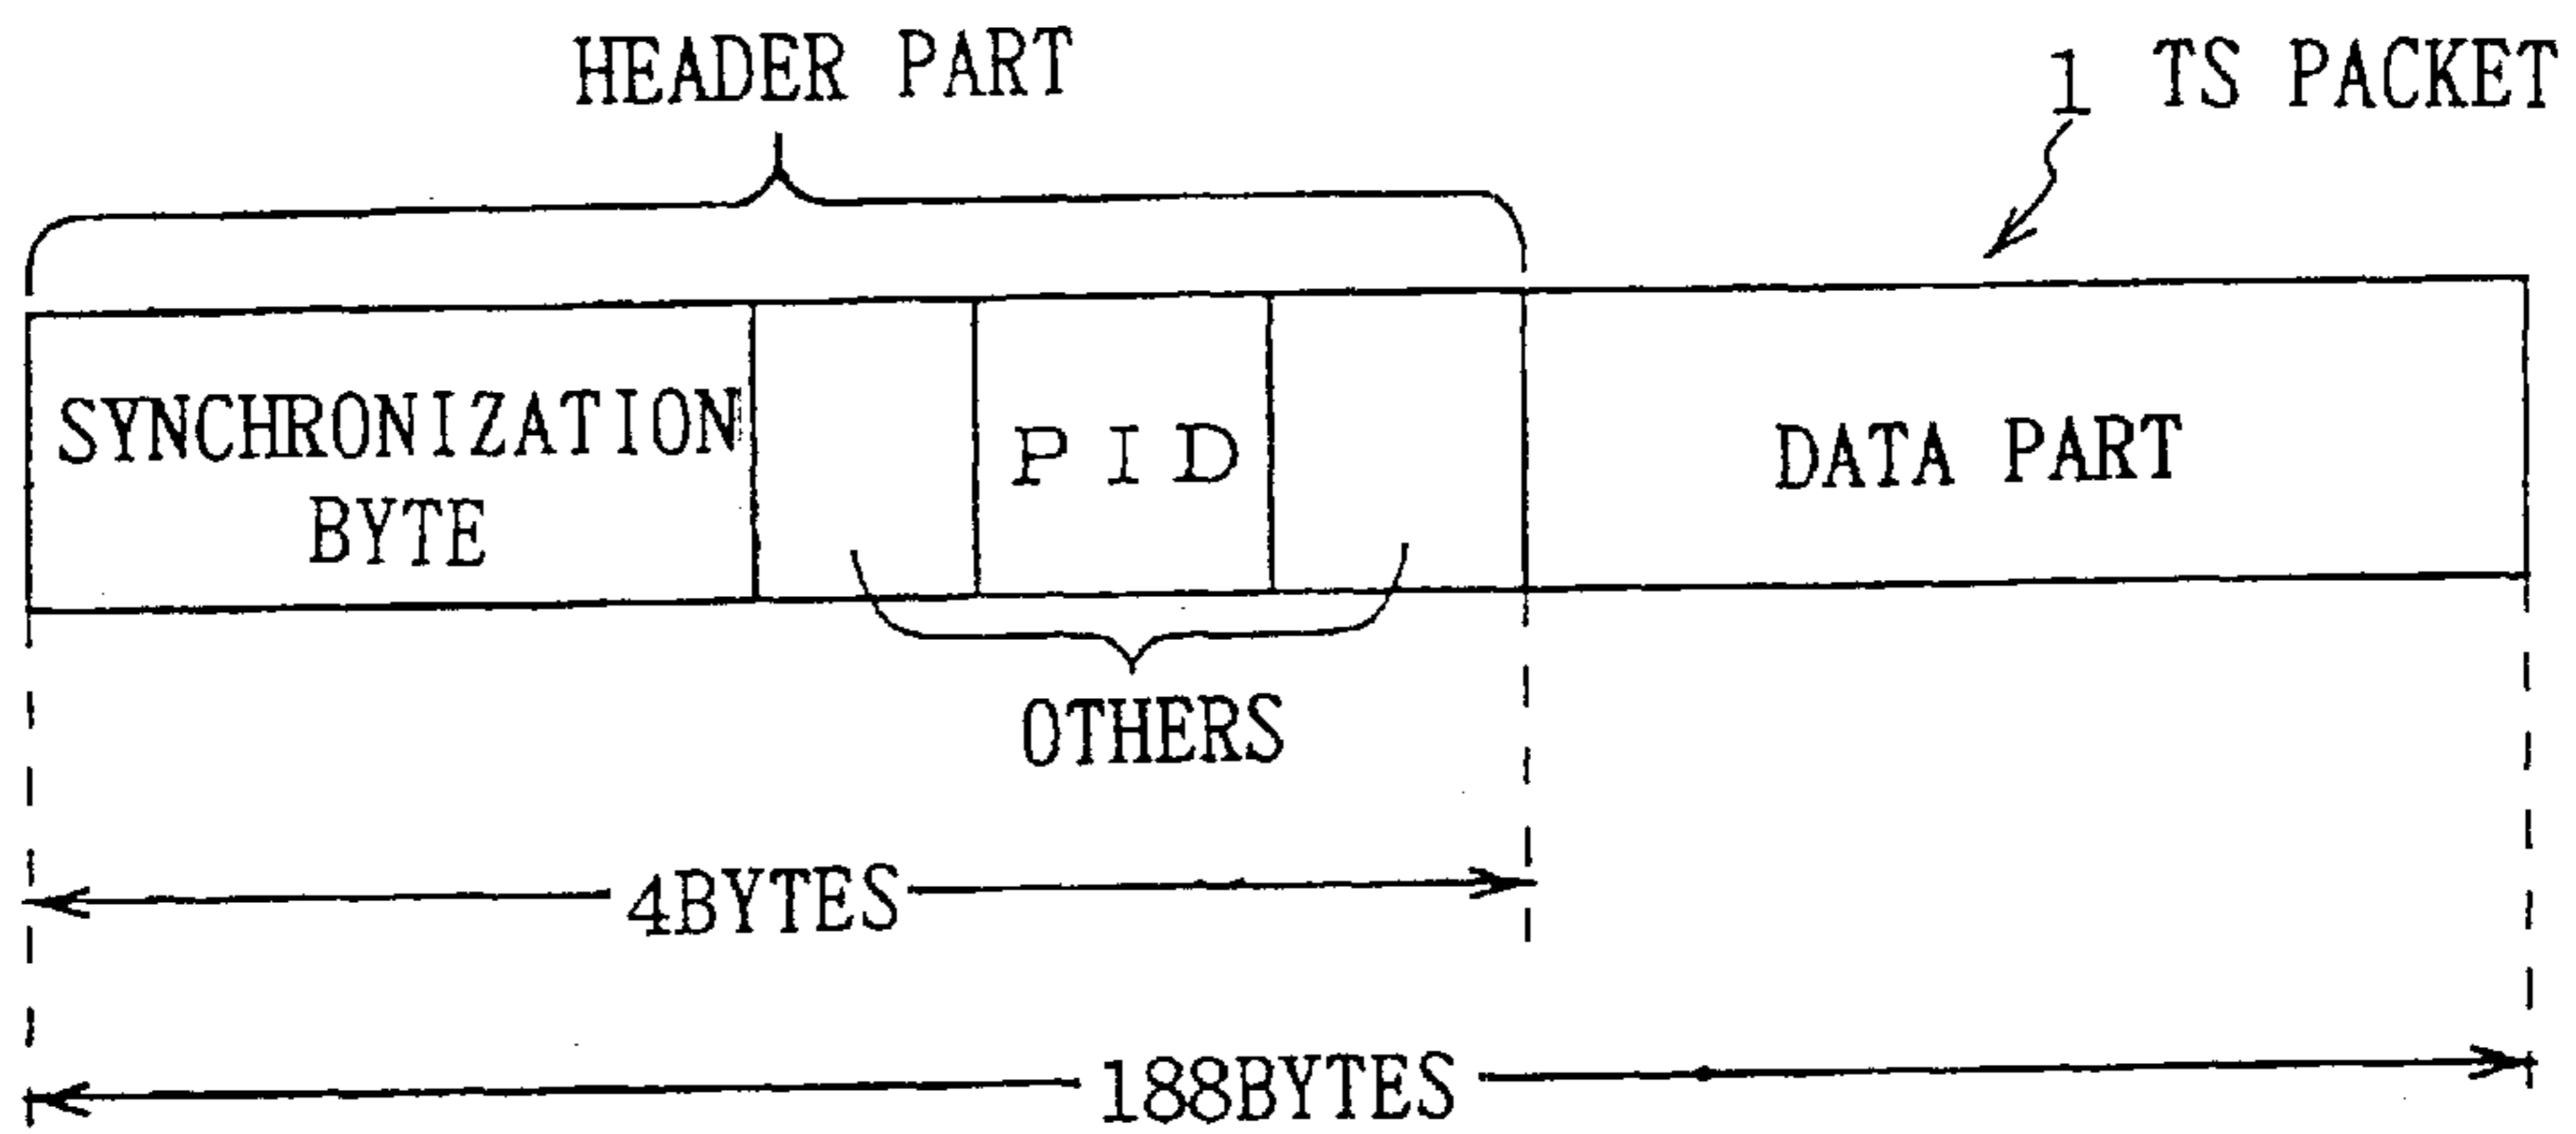 HEADER PART
1 TS PACKET
SYNCHRONIZATION
BYTE
PID
DATA PART
OTHERS
4BYTES
188BYTES